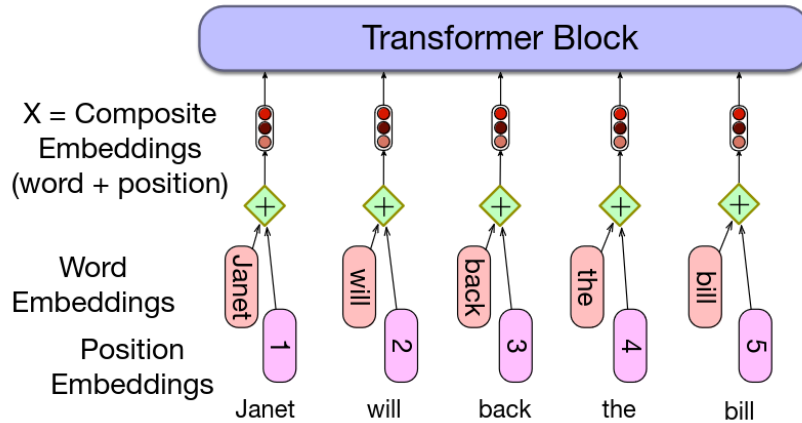 Transformer Block
X = Composite
Embeddings
(word + position)
+ + + + +
Word
Embeddings
Janet will back the bill
Position
Embeddings
1 2 3 4 5
Janet will back the bill